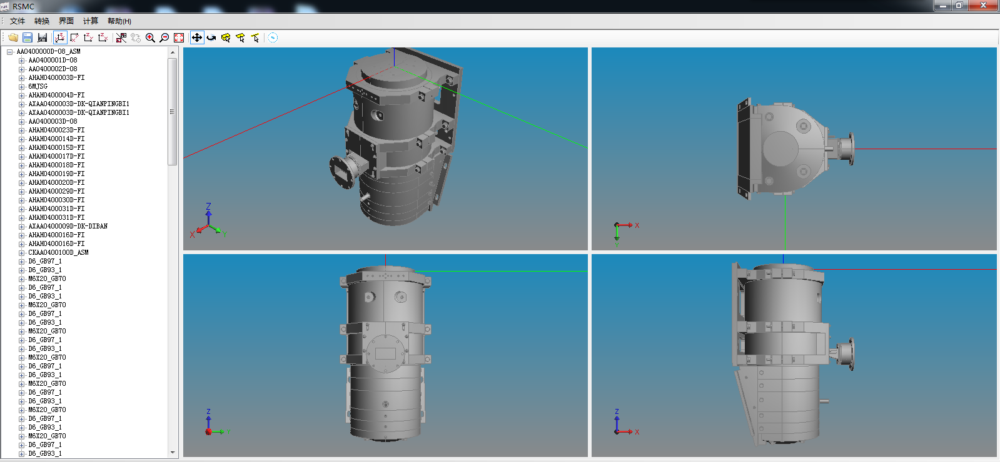 RSMC
文件 转换 界面 计算 帮助(H)
AA0400000D-08_ASM
AA0400001D-08
AA0400002D-08
AHAH0400003D-FI
6MJSG
AHAH0400004D-FI
AXAA0400003D-DK-QIANPINGBI1
AXAA0400003D-DK-QIANPINGBI1
AA0400003D-08
AHAH0400023D-FI
AHAH0400014D-FI
AHAH0400015D-FI
AHAH0400017D-FI
AHAH0400018D-FI
AHAH0400019D-FI
AHAH0400020D-FI
AHAH0400029D-FI
AHAH0400030D-FI
AHAH0400031D-FI
AHAH0400031D-FI
AXAA0400009D-DK-DIBAN
AHAH0400016D-FI
AHAH0400016D-FI
CKAA0400100D_ASM
D6_GB97_1
D6_GB93_1
M6X20_GB70
D6_GB97_1
D6_GB93_1
M6X20_GB70
D6_GB97_1
D6_GB93_1
M6X20_GB70
D6_GB97_1
D6_GB93_1
M6X20_GB70
D6_GB97_1
D6_GB93_1
M6X20_GB70
D6_GB97_1
D6_GB93_1
M6X20_GB70
D6_GB97_1
D6_GB93_1
M6X20_GB70
D6_GB97_1
D6_GB93_1
Z
X Y
X
Y
Z
Y
Z
X